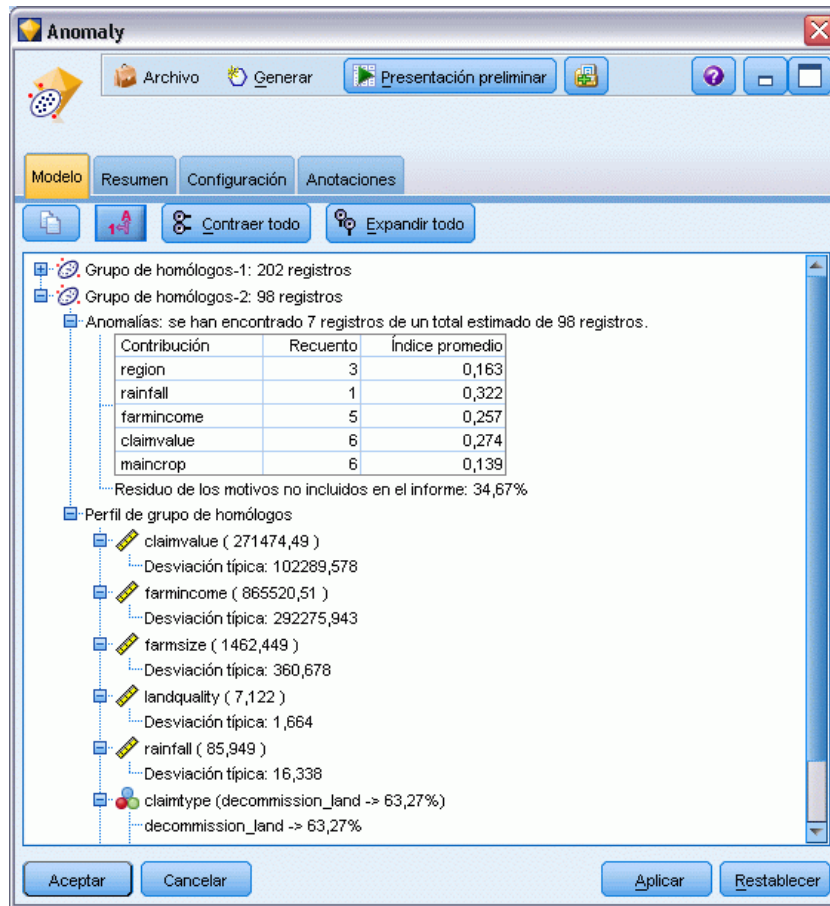 Anomaly
Archivo Generar Presentación preliminar
Modelo Resumen Configuración Anotaciones
Contraer todo Expandir todo
Grupo de homólogos-1: 202 registros
Grupo de homólogos-2: 98 registros
Anomalías: se han encontrado 7 registros de un total estimado de 98 registros.
Contribución Recuento Índice promedio
region 3 0,163
rainfall 1 0,322
farmincome 5 0,257
claimvalue 6 0,274
maincrop 6 0,139
Residuo de los motivos no incluidos en el informe: 34,67%
Perfil de grupo de homólogos
claimvalue ( 271474,49 )
Desviación típica: 102289,578
farmincome ( 865520,51 )
Desviación típica: 292275,943
farmsize ( 1462,449 )
Desviación típica: 360,678
landquality ( 7,122 )
Desviación típica: 1,664
rainfall ( 85,949 )
Desviación típica: 16,338
claimtype (decommission_land -> 63,27%)
decommission_land -> 63,27%
Aceptar Cancelar Aplicar Restablecer